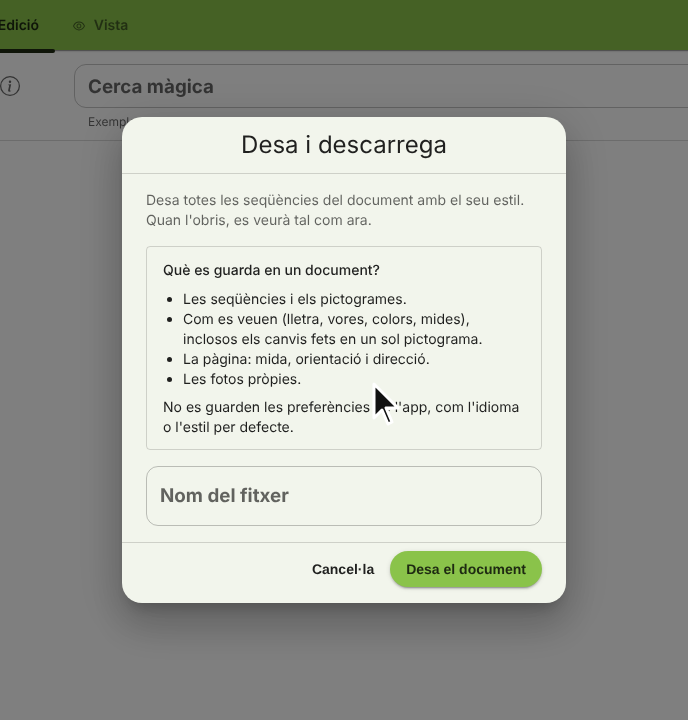 Edició
Vista
Cerca màgica
Desa i descarrega
Desa totes les seqüències del document amb el seu estil.
Quan l'obris, es veurà tal com ara.
Què es guarda en un document?
Les seqüències i els pictogrames.
Com es veuen (lletra, vores, colors, mides),
inclosos els canvis fets en un sol pictograma.
La pàgina: mida, orientació i direcció.
Les fotos pròpies.
No es guarden les preferències l'app, com l'idioma
o l'estil per defecte.
Nom del fitxer
Cancel·la
Desa el document